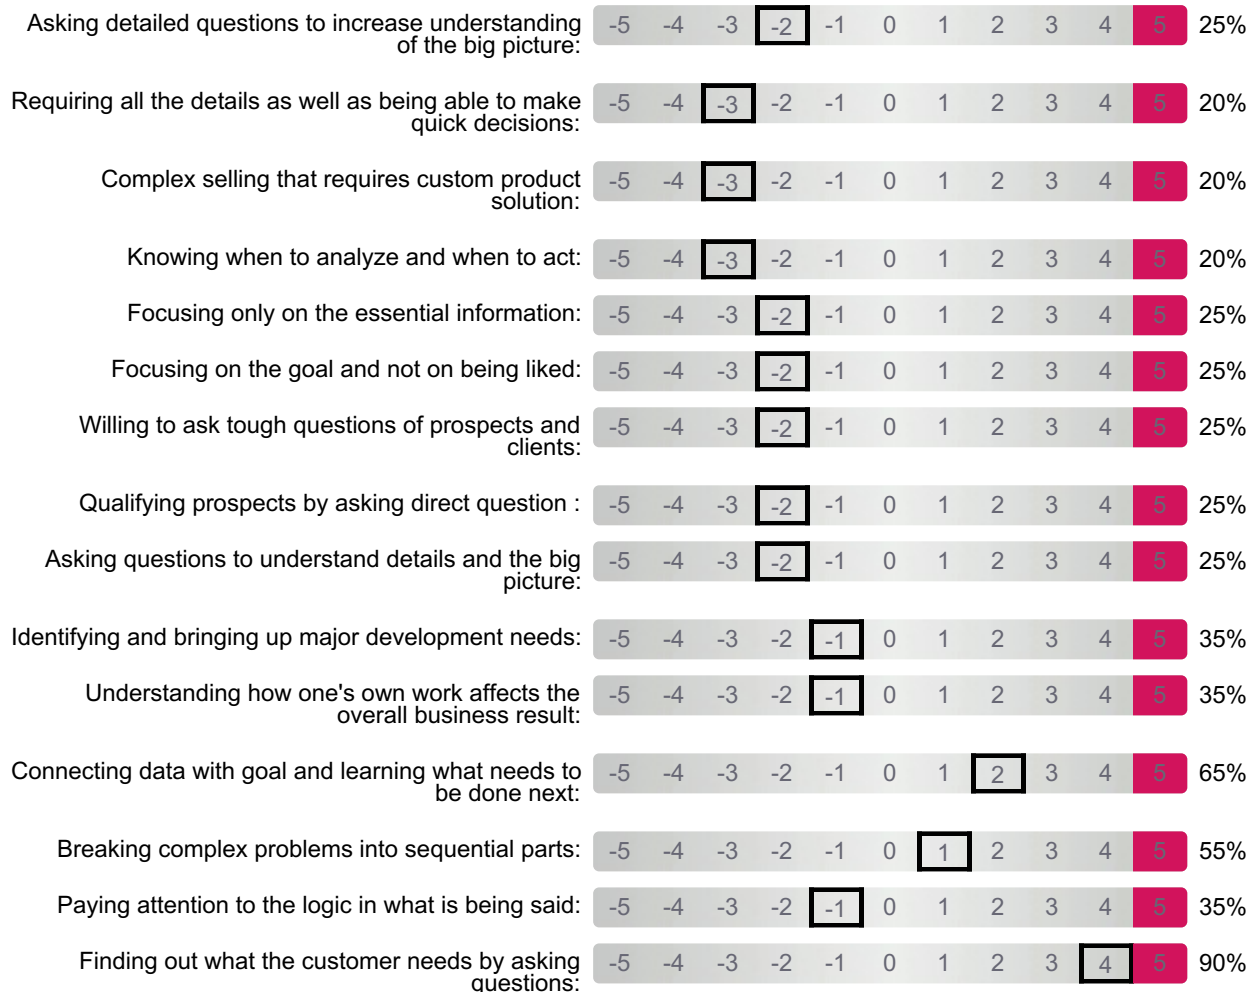 Asking detailed questions to increase understanding
of the big picture:
-5 -4 -3 -2 -1 0 1 2 3 4 5 25%
Requiring all the details as well as being able to make
quick decisions:
-5 -4 -3 -2 -1 0 1 2 3 4 5 20%
Complex selling that requires custom product
solution:
-5 -4 -3 -2 -1 0 1 2 3 4 5 20%
Knowing when to analyze and when to act:
-5 -4 -3 -2 -1 0 1 2 3 4 5 20%
Focusing only on the essential information:
-5 -4 -3 -2 -1 0 1 2 3 4 5 25%
Focusing on the goal and not on being liked:
-5 -4 -3 -2 -1 0 1 2 3 4 5 25%
Willing to ask tough questions of prospects and
clients:
-5 -4 -3 -2 -1 0 1 2 3 4 5 25%
Qualifying prospects by asking direct question :
-5 -4 -3 -2 -1 0 1 2 3 4 5 25%
Asking questions to understand details and the big
picture:
-5 -4 -3 -2 -1 0 1 2 3 4 5 25%
Identifying and bringing up major development needs:
-5 -4 -3 -2 -1 0 1 2 3 4 5 35%
Understanding how one's own work affects the
overall business result:
-5 -4 -3 -2 -1 0 1 2 3 4 5 35%
Connecting data with goal and learning what needs to
be done next:
-5 -4 -3 -2 -1 0 1 2 3 4 5 65%
Breaking complex problems into sequential parts:
-5 -4 -3 -2 -1 0 1 2 3 4 5 55%
Paying attention to the logic in what is being said:
-5 -4 -3 -2 -1 0 1 2 3 4 5 35%
Finding out what the customer needs by asking
questions:
-5 -4 -3 -2 -1 0 1 2 3 4 5 90%